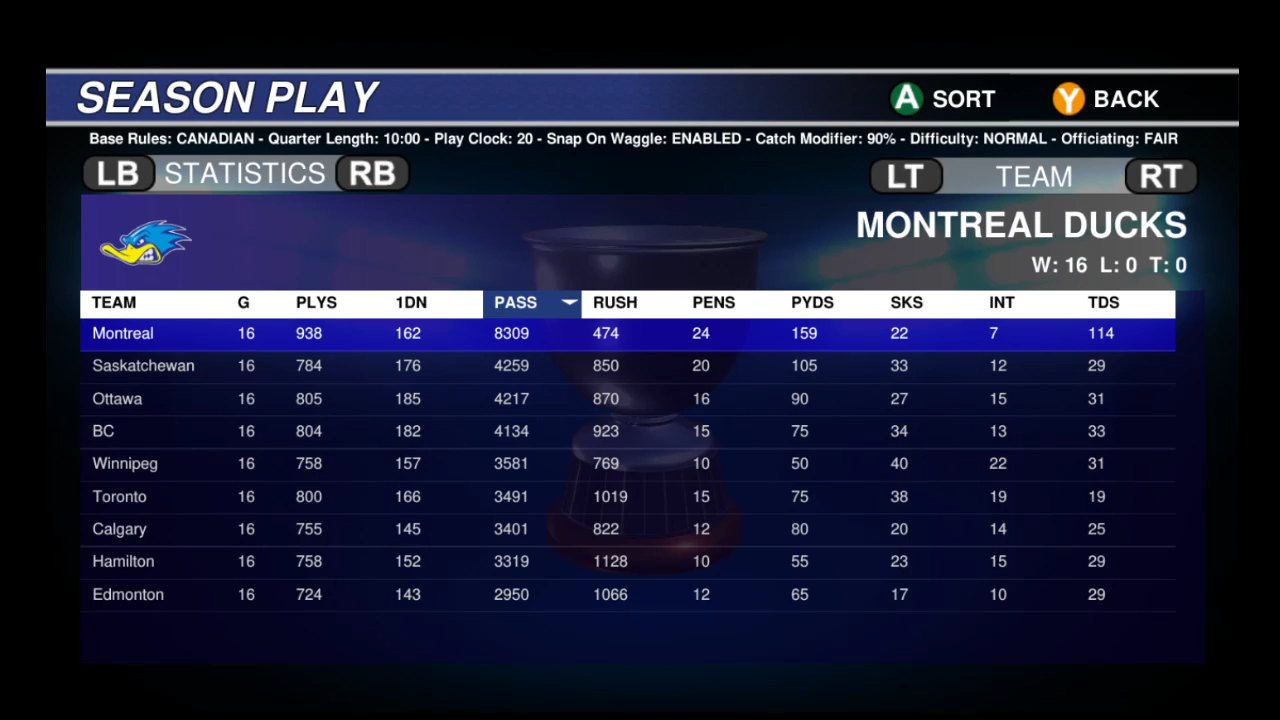 SEASON PLAY A SORT Y BACK
Base Rules: CANADIAN - Quarter Length: 10:00 - Play Clock: 20 - Snap On Waggle: ENABLED - Catch Modifier: 90% - Difficulty: NORMAL - Officiating: FAIR
LB STATISTICS RB LT TEAM RT
MONTREAL DUCKS
W: 16 L: 0 T: 0
TEAM G PLYS 1DN PASS RUSH PENS PYDS SKS INT TDS
Montreal 16 938 162 8309 474 24 159 22 7 114
Saskatchewan 16 784 176 4259 850 20 105 33 12 29
Ottawa 16 805 185 4217 870 16 90 27 15 31
BC 16 804 182 4134 923 15 75 34 13 33
Winnipeg 16 758 157 3581 769 10 50 40 22 31
Toronto 16 800 166 3491 1019 15 75 38 19 19
Calgary 16 755 145 3401 822 12 80 20 14 25
Hamilton 16 758 152 3319 1128 10 55 23 15 29
Edmonton 16 724 143 2950 1066 12 65 17 10 29